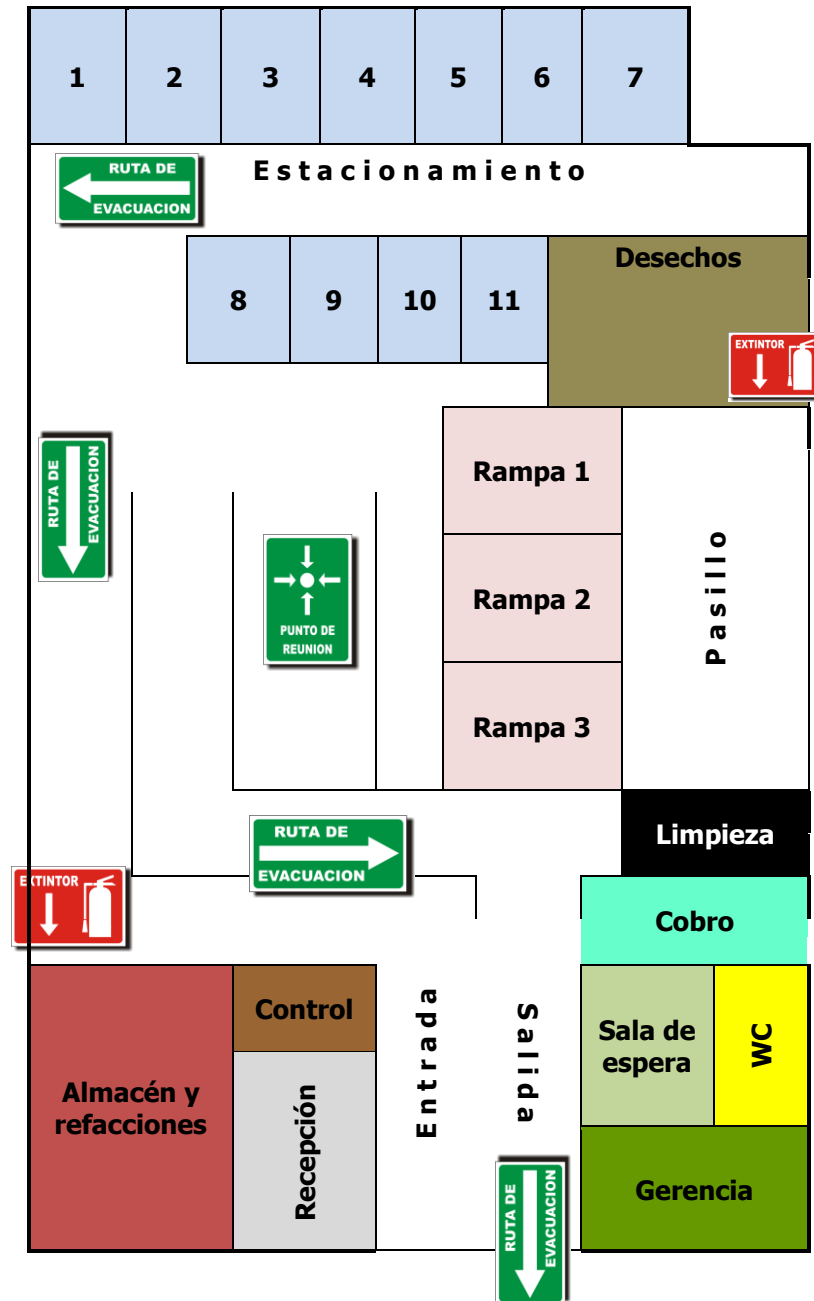 1 2 3 4 5 6 7
RUTA DE
EVACUACION
Estacionamiento
8 9 10 11
Desechos
EXTINTOR
RUTA DE
EVACUACION
Rampa 1
Rampa 2
Rampa 3
Pasillo
PUNTO DE
REUNION
RUTA DE
EVACUACION
Limpieza
EXTINTOR
Cobro
Control
Entrada
Salida
Sala de
espera
WC
Almacén y
refacciones
Recepción
Gerencia
RUTA DE
EVACUACION